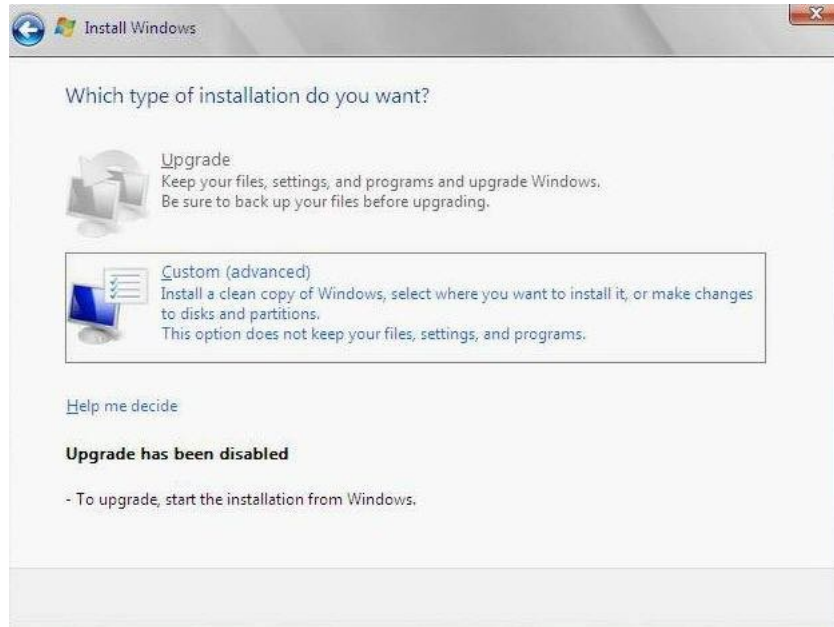 Install Windows
Which type of installation do you want?
Upgrade
Keep your files, settings, and programs and upgrade Windows.
Be sure to back up your files before upgrading.
Custom (advanced)
Install a clean copy of Windows, select where you want to install it, or make changes
to disks and partitions.
This option does not keep your files, settings, and programs.
Help me decide
Upgrade has been disabled
- To upgrade, start the installation from Windows.